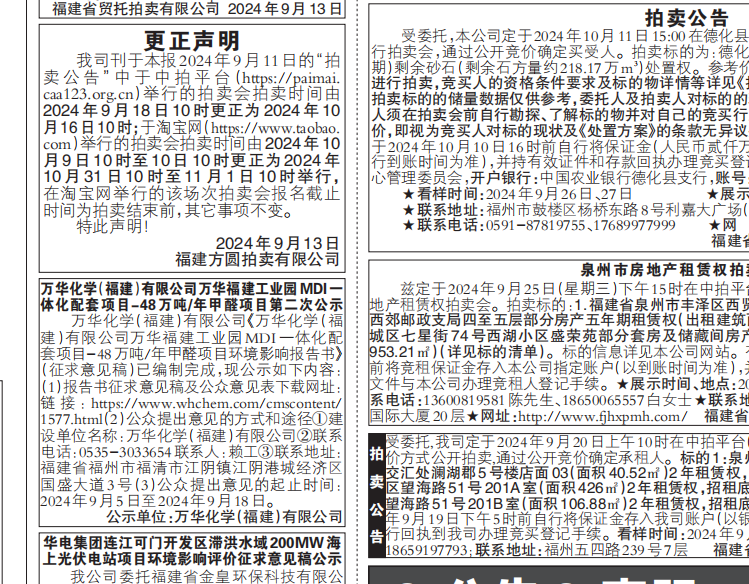 福建省贸托拍卖有限公司 2024年9月13日
更正声明
我司刊于本报2024年9月11日的“拍
卖公告”中于中拍平台(https://paimai.
caa123.org.cn)举行的拍卖会拍卖时间由
2024年9月18日10时更正为2024年10
月16日10时;于淘宝网(https://www.taobao.
com)举行的拍卖会拍卖时间由2024年10
月9日10时至10日10时更正为2024年
10月31日10时至11月1日10时举行,
在淘宝网举行的该场次拍卖会报名截止
时间为拍卖结束前,其它事项不变。
特此声明!
2024年9月13日
福建方圆拍卖有限公司
万华化学(福建)有限公司万华福建工业园MDI一
体化配套项目-48万吨/年甲醛项目第二次公示
万华化学(福建)有限公司《万华化学(福
建)有限公司万华福建工业园MDI一体化配
套项目-48万吨/年甲醛项目环境影响报告书》
(征求意见稿)已编制完成,现公示如下内容:
(1)报告书征求意见稿及公众意见表下载网址:
链接:https://www.whchem.com/cmscontent/
1577.html(2)公众提出意见的方式和途径①建
设单位名称:万华化学(福建)有限公司②联系
电话:0535-3033654联系人:赖工③联系地址:
福建省福州市福清市江阴镇江阴港城经济区
国盛大道3号(3)公众提出意见的起止时间:
2024年9月5日至2024年9月18日。
公示单位:万华化学(福建)有限公司
华电集团连江可门开发区滞洪水域200MW海
上光伏电站项目环境影响评价征求意见稿公示
我公司委托福建省金皇环保科技有限公
拍卖公告
受委托,本公司定于2024年10月11日15:00在德化县
行拍卖会,通过公开竞价确定买受人。拍卖标的为:德化
期)剩余砂石(剩余石方量约218.17万m³)处置权。参考价
进行拍卖,竞买人的资格条件要求及标的物详情等详见《拍
拍卖标的的储量数据仅供参考,委托人及拍卖人对标的的
人须在拍卖会前自行勘探、了解标的物并对自己的竞买行
价,即视为竞买人对标的现状及《处置方案》的条款无异议
于2024年10月10日16时前自行将保证金(人民币贰仟万
行到账时间为准),并持有效证件和存款回执办理竞买登记
心管理委员会,开户银行:中国农业银行德化县支行,账号:
★看样时间:2024年9月26日、27日 ★展示
★联系地址:福州市鼓楼区杨桥东路8号利嘉大广场(
★联系电话:0591-87819755、17689977999 ★网
福建省
泉州市房地产租赁权拍卖
兹定于2024年9月25日(星期三)下午15时在中拍平台
地产租赁权拍卖会。拍卖标的:1.福建省泉州市丰泽区西贤
西郊邮政支局四至五层部分房产五年期租赁权(出租建筑面
城区七星街74号西湖小区盛荣苑部分套房及储藏间房产
953.21㎡)(详见标的清单)。标的信息详见本公司网站。有
前将竞租保证金存入本公司指定账户(以到账时间为准),并
文件与本公司办理竞租人登记手续。★展示时间、地点:20
系电话:13600819581陈先生、18650065557白女士★联系
国际大厦20层★网址:http://www.fjhxpmh.com/ 福建省
拍卖公告
受委托,我司定于2024年9月20日上午10时在中拍平台(
价方式公开拍卖,通过公开竞价确定承租人。标的1:泉州
交汇处澜湖郡5号楼店面03(面积40.52㎡)2年租赁权,
区望海路51号201A室(面积426㎡)2年租赁权,招租底
望海路51号201B室(面积106.88㎡)2年租赁权,招租底
年9月19日下午5时前自行将保证金存入我司账户(以银
行回执到我司办理竞买登记手续。看样时间:2024年9月
18659197793;联系地址:福州五四路239号7层 福建省